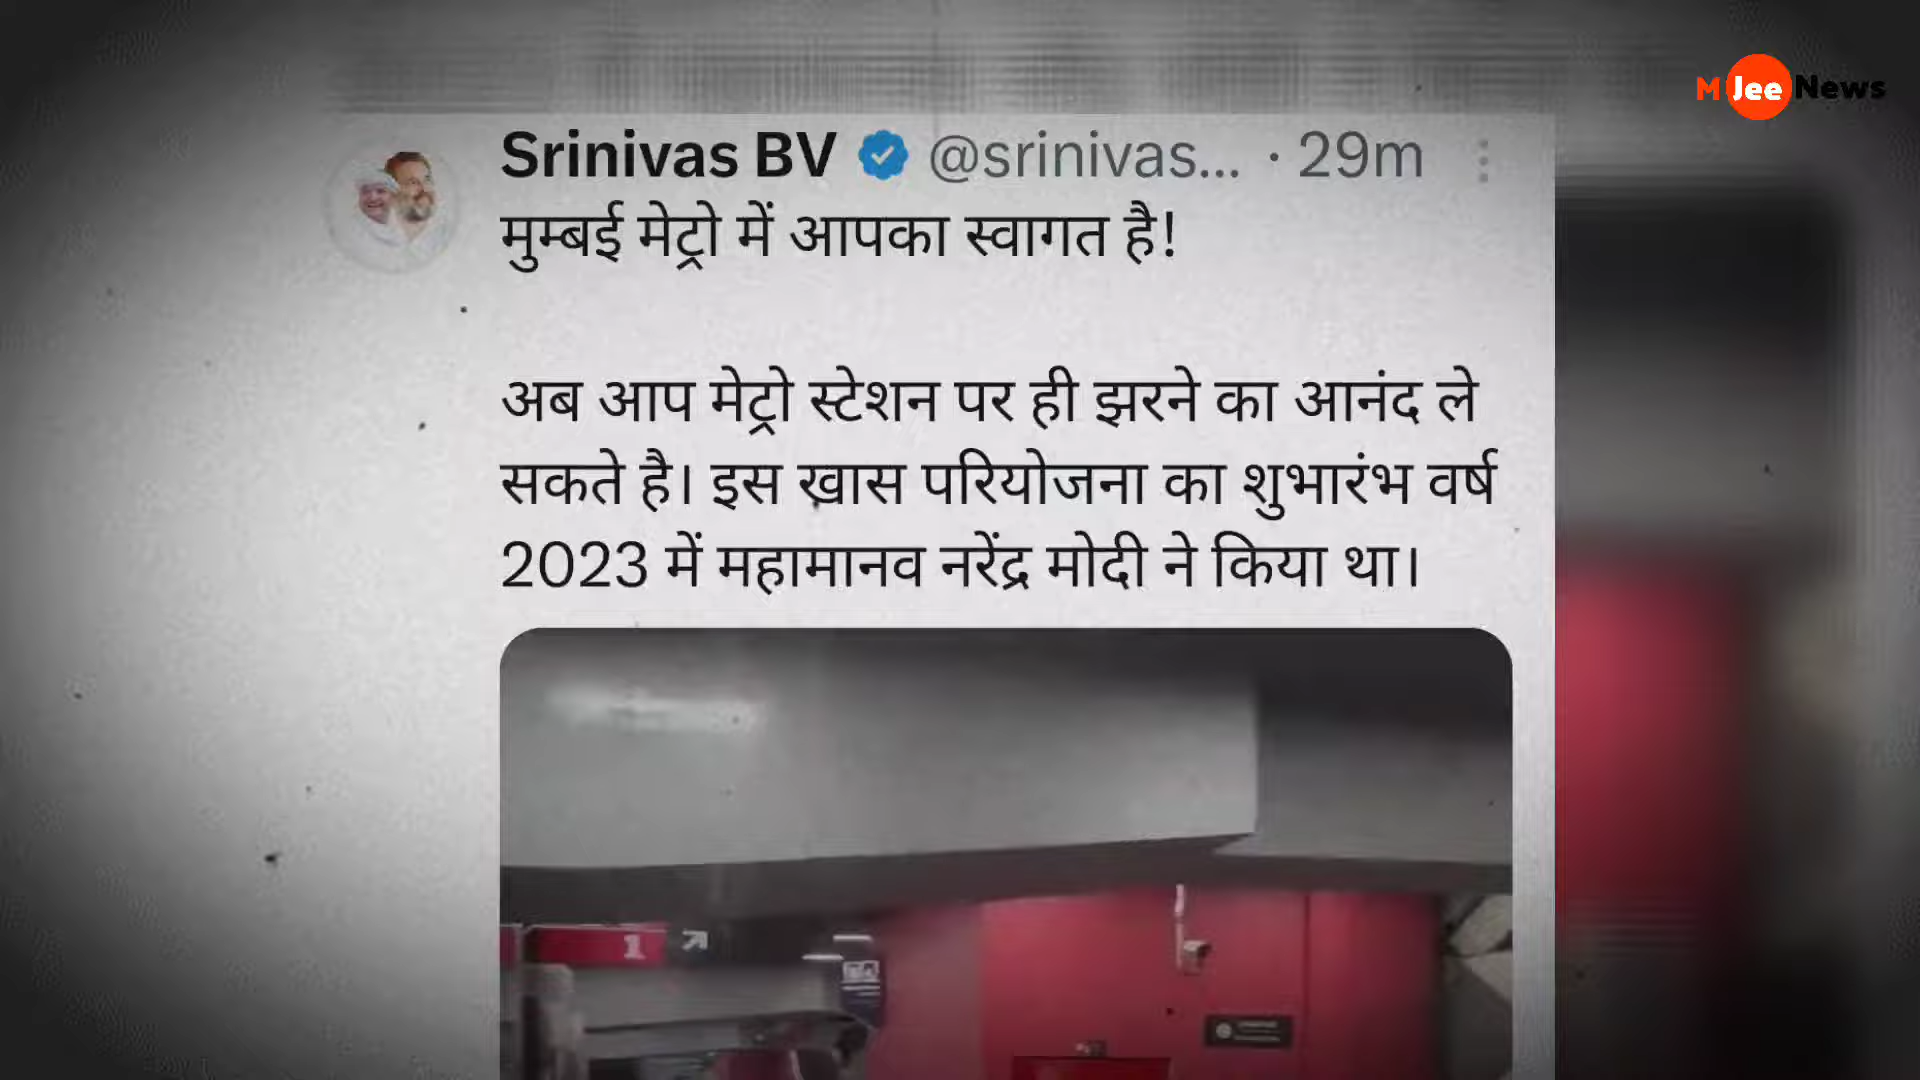 M Jee News
Srinivas BV @srinivas... · 29m
मुम्बई मेट्रो में आपका स्वागत है!
अब आप मेट्रो स्टेशन पर ही झरने का आनंद ले
सकते है। इस ख़ास परियोजना का शुभारंभ वर्ष
2023 में महामानव नरेंद्र मोदी ने किया था।
1